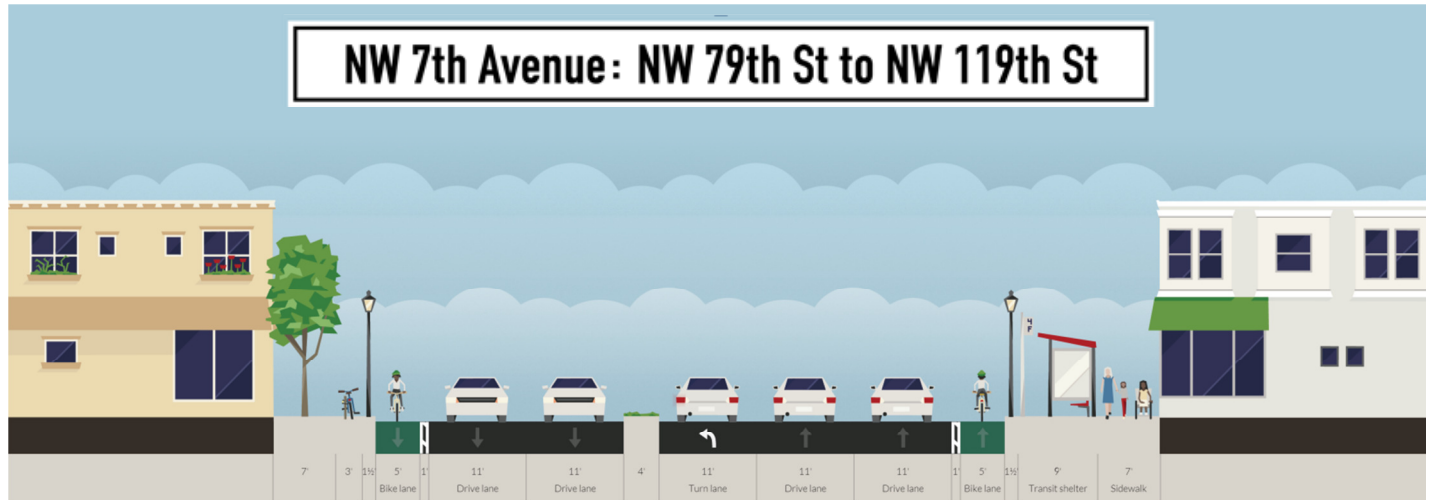 NW 7th Avenue: NW 79th St to NW 119th St
7' 3' 1½' 5' 1' 11' 11' 4' 11' 11' 11' 1' 5' 1½' 9' 7'
Bike lane Drive lane Drive lane Turn lane Drive lane Drive lane Bike lane Transit shelter Sidewalk